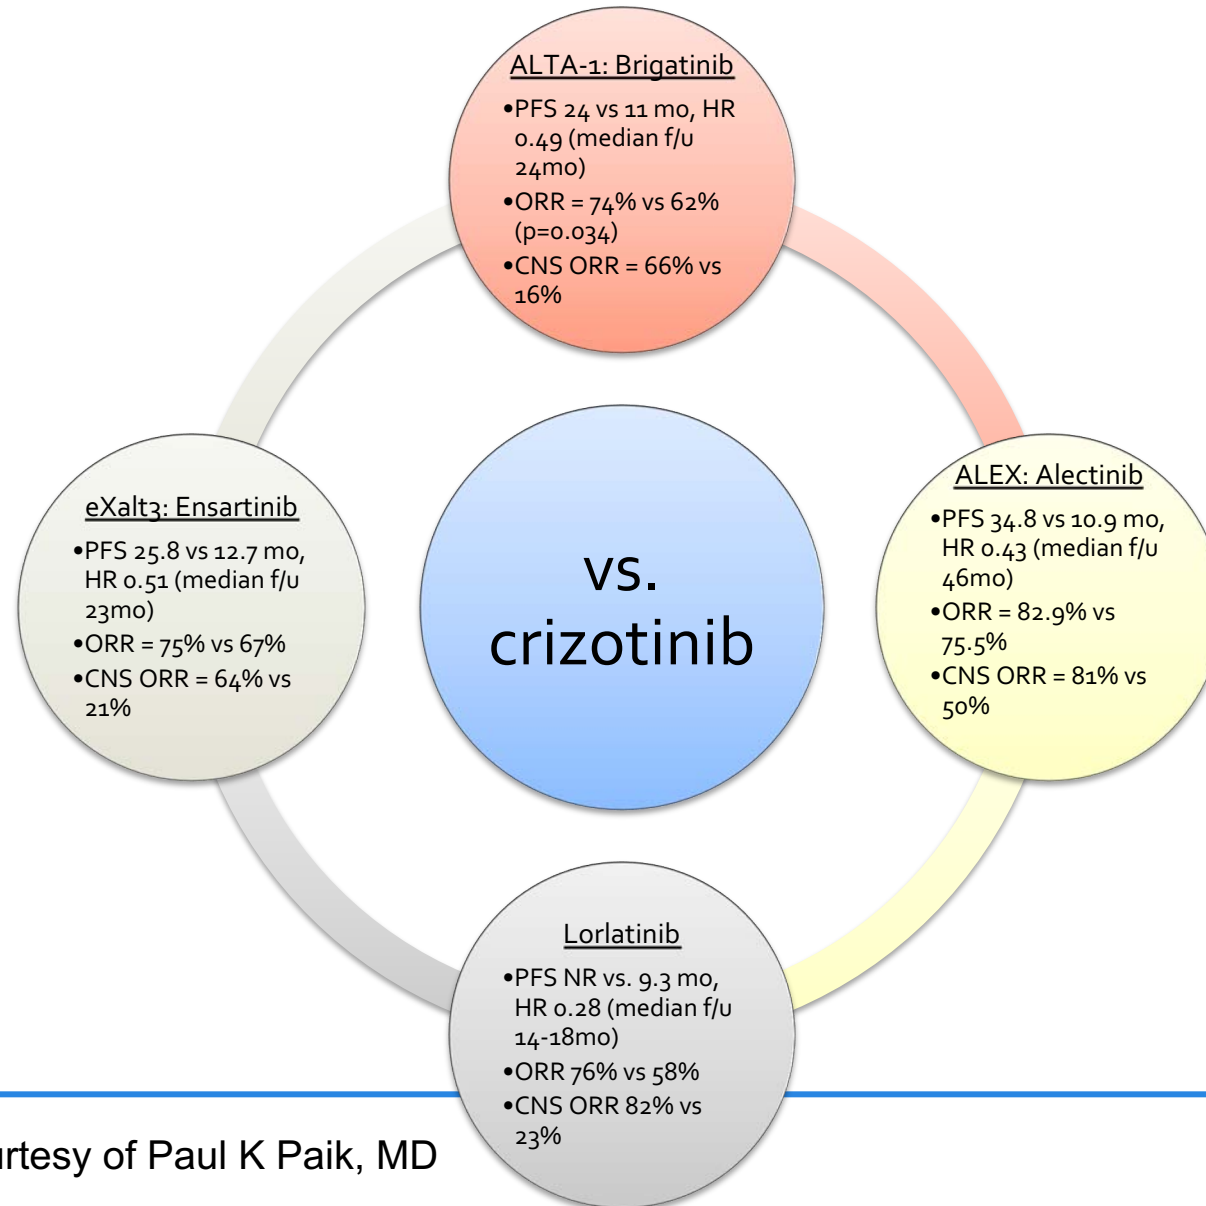 ALTA-1: Brigatinib
•PFS 24 vs 11 mo, HR
0.49 (median f/u
24mo)
•ORR = 74% vs 62%
(p=0.034)
•CNS ORR = 66% vs
16%
eXalt3: Ensartinib
•PFS 25.8 vs 12.7 mo,
HR 0.51 (median f/u
23mo)
•ORR = 75% vs 67%
•CNS ORR = 64% vs
21%
vs.
crizotinib
ALEX: Alectinib
•PFS 34.8 vs 10.9 mo,
HR 0.43 (median f/u
46mo)
•ORR = 82.9% vs
75.5%
•CNS ORR = 81% vs
50%
Lorlatinib
•PFS NR vs. 9.3 mo,
HR 0.28 (median f/u
14-18mo)
•ORR 76% vs 58%
•CNS ORR 82% vs
23%
urtesy of Paul K Paik, MD